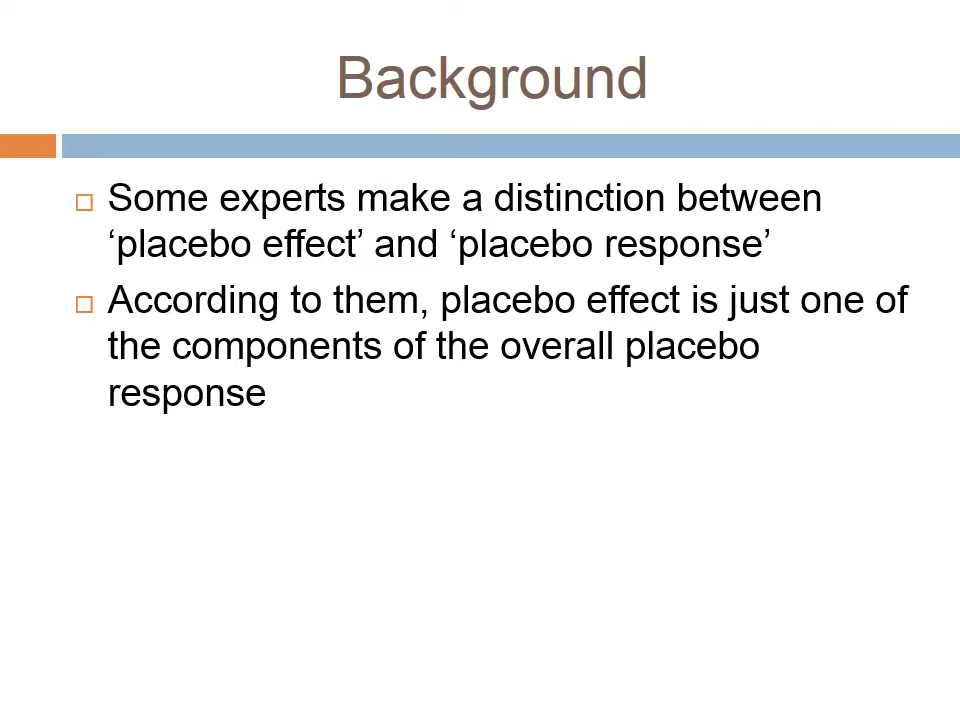 Background
Some experts make a distinction between
‘placebo effect’ and ‘placebo response’
According to them, placebo effect is just one of
the components of the overall placebo
response